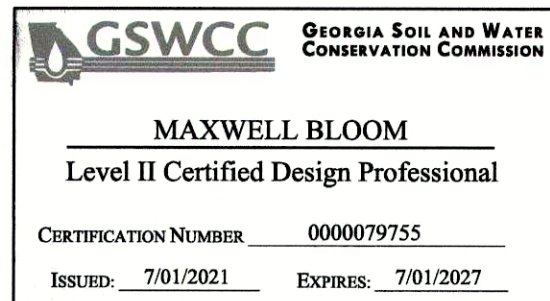 GSWCC
GEORGIA SOIL AND WATER
CONSERVATION COMMISSION
MAXWELL BLOOM
Level II Certified Design Professional
CERTIFICATION NUMBER 0000079755
ISSUED: 7/01/2021 EXPIRES: 7/01/2027